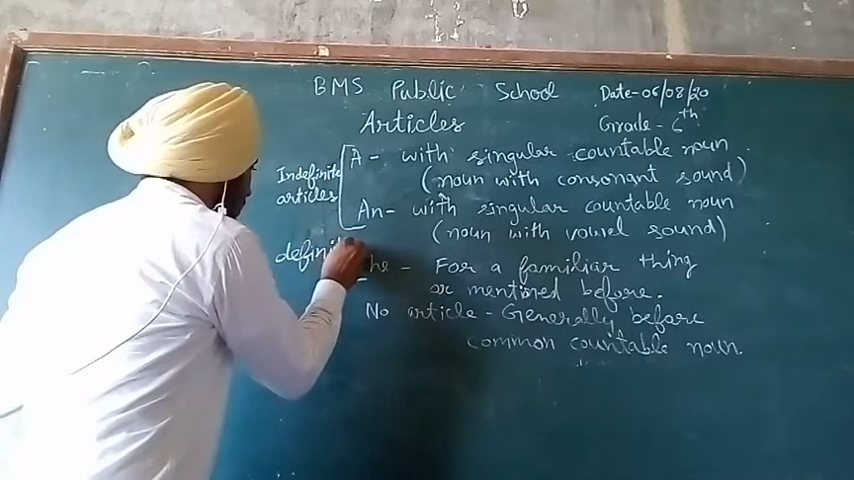 BMS Public School Date-06/08/20
Articles Grade-6th
Indefinite articles
A - with singular countable noun
(noun with consonant sound)
An- with singular countable noun
(noun with vowel sound)
definit he - For a familiar thing
or mentioned before.
No article - Generally before
common countable noun.